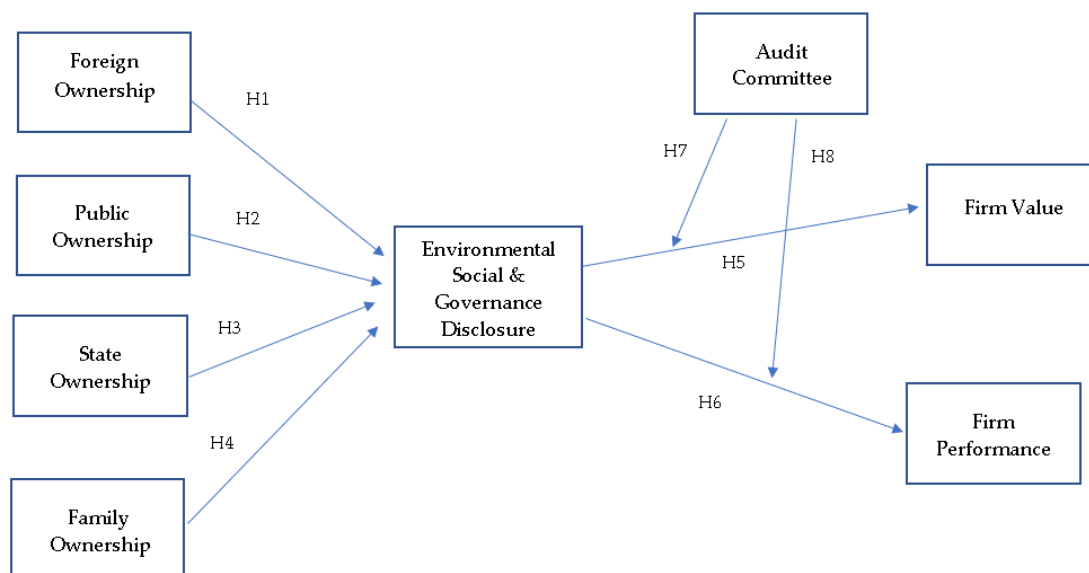 Foreign
Ownership
H1
Public
Ownership
H2
State
Ownership
H3
Family
Ownership
H4
Environmental
Social &
Governance
Disclosure
Audit
Committee
H7
H8
Firm Value
H5
H6
Firm
Performance